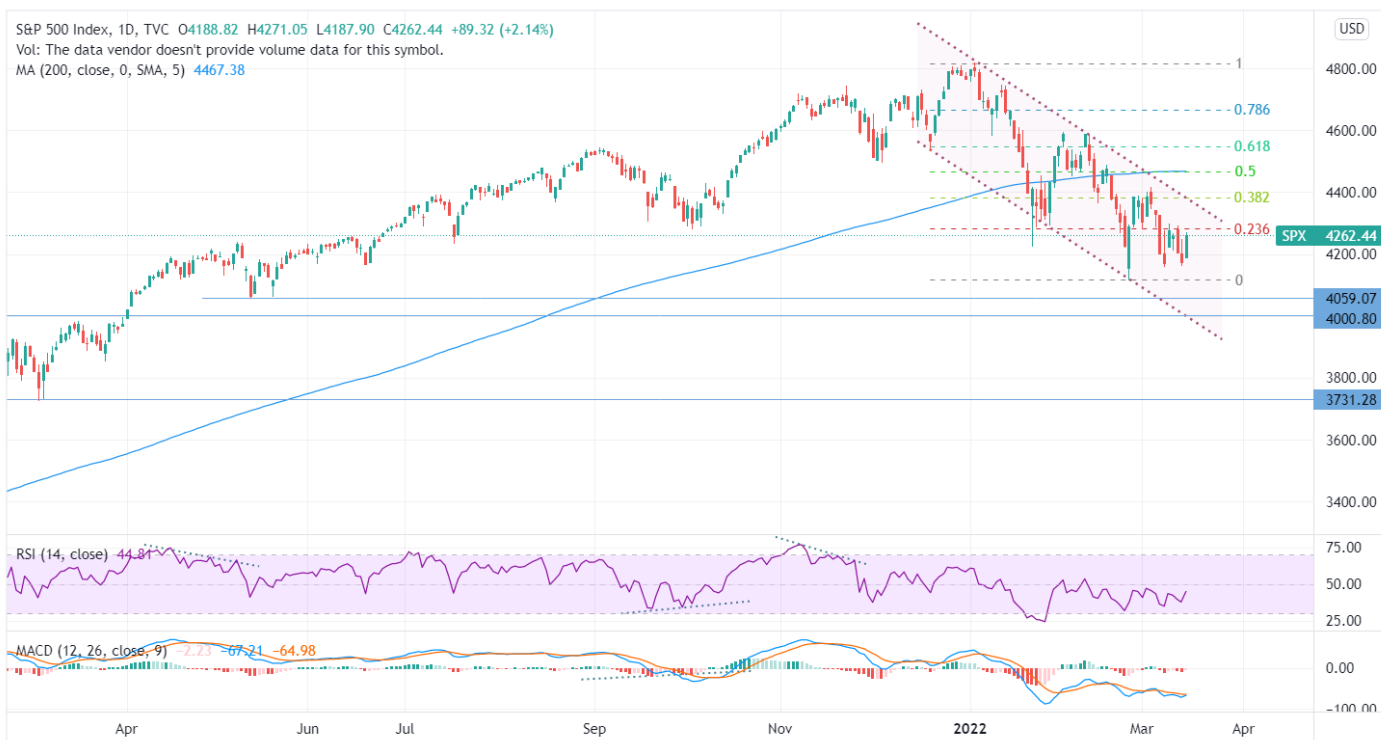 S&P 500 Index, 1D, TVC O4188.82 H4271.05 L4187.90 C4262.44 +89.32 (+2.14%)
Vol: The data vendor doesn't provide volume data for this symbol.
MA (200, close, 0, SMA, 5) 4467.38
USD
4800.00
4600.00
4400.00
4200.00
3800.00
3600.00
3400.00
1
0.786
0.618
0.5
0.382
0.236
0
SPX 4262.44
4059.07
4000.80
3731.28
RSI (14, close) 44.81
75.00
50.00
25.00
MACD (12, 26, close, 9) −2.23 −67.21 −64.98
0.00
−100.00
Apr Jun Jul Sep Nov 2022 Mar Apr